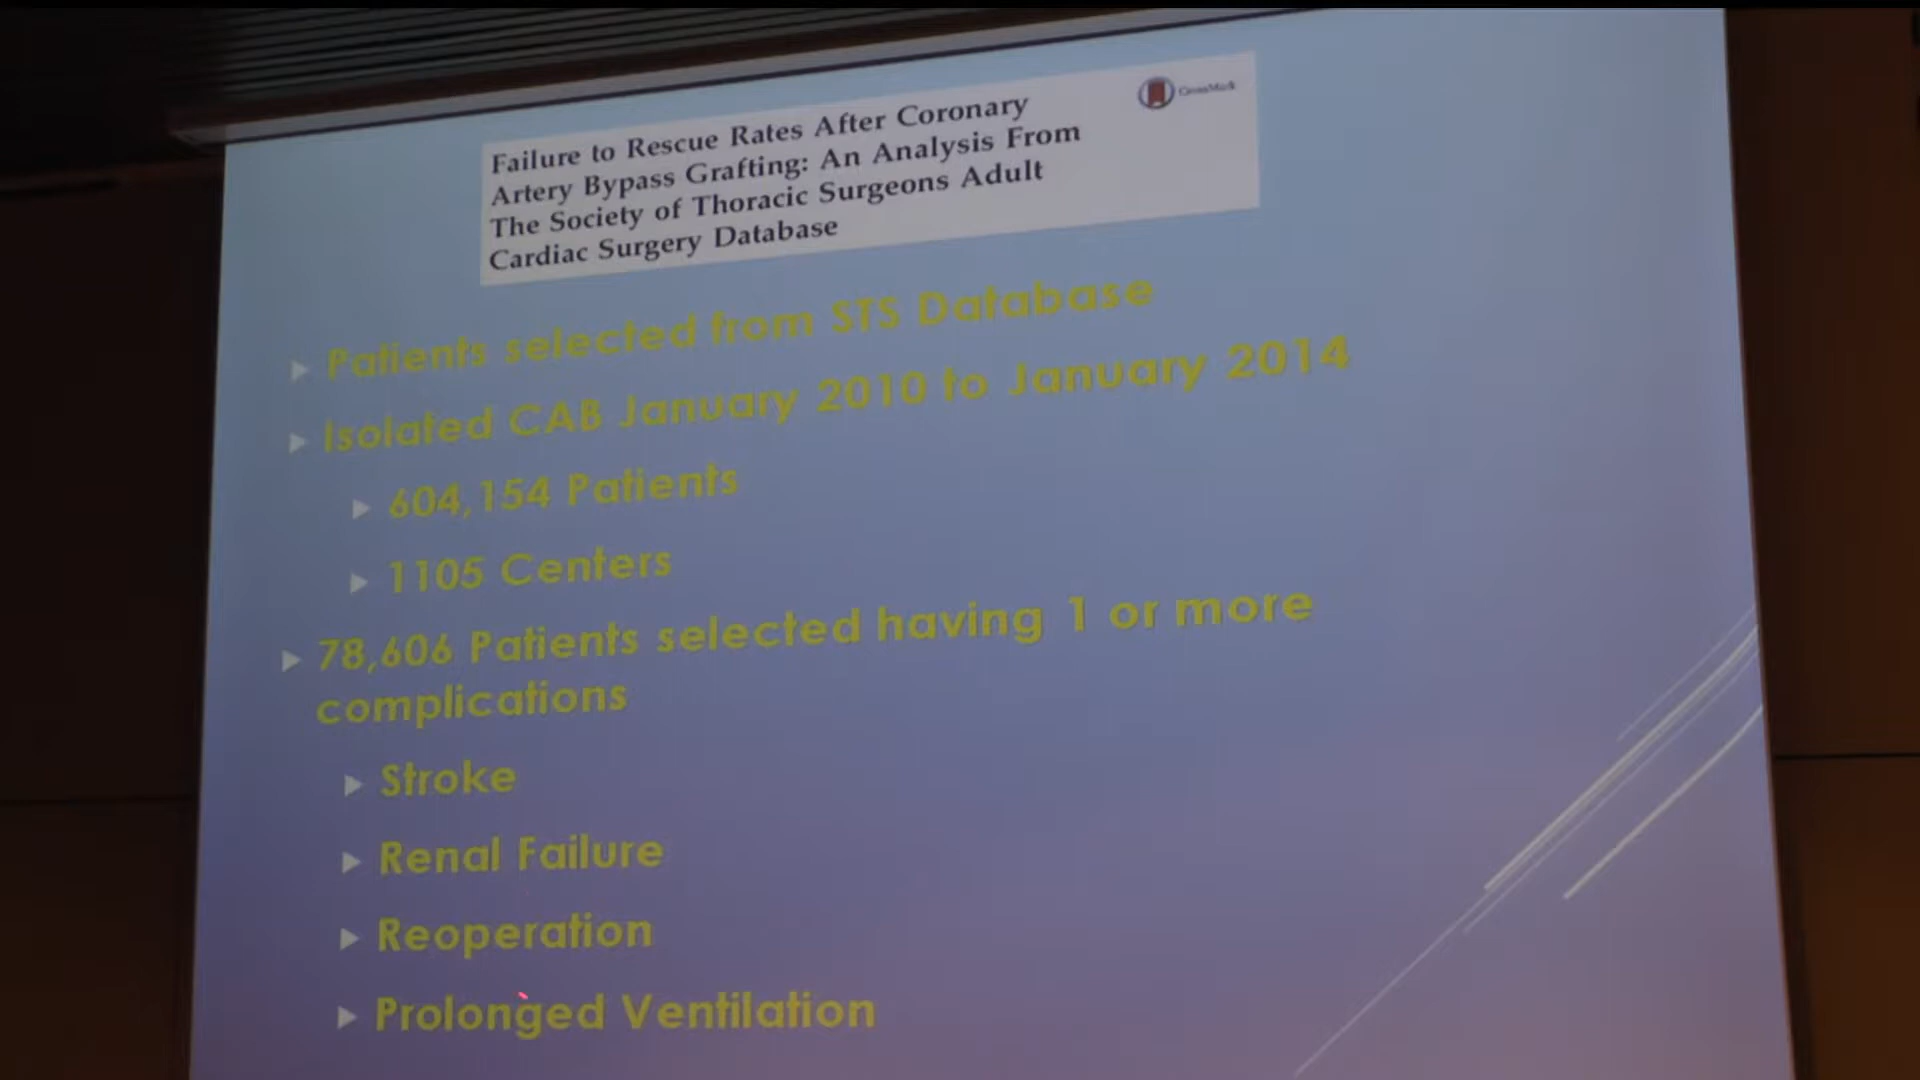 Failure to Rescue Rates After Coronary
Artery Bypass Grafting: An Analysis From
The Society of Thoracic Surgeons Adult
Cardiac Surgery Database
CrossMark
Patients selected from STS Database
Isolated CAB January 2010 to January 2014
604,154 Patients
1105 Centers
78,606 Patients selected having 1 or more
complications
Stroke
Renal Failure
Reoperation
Prolonged Ventilation